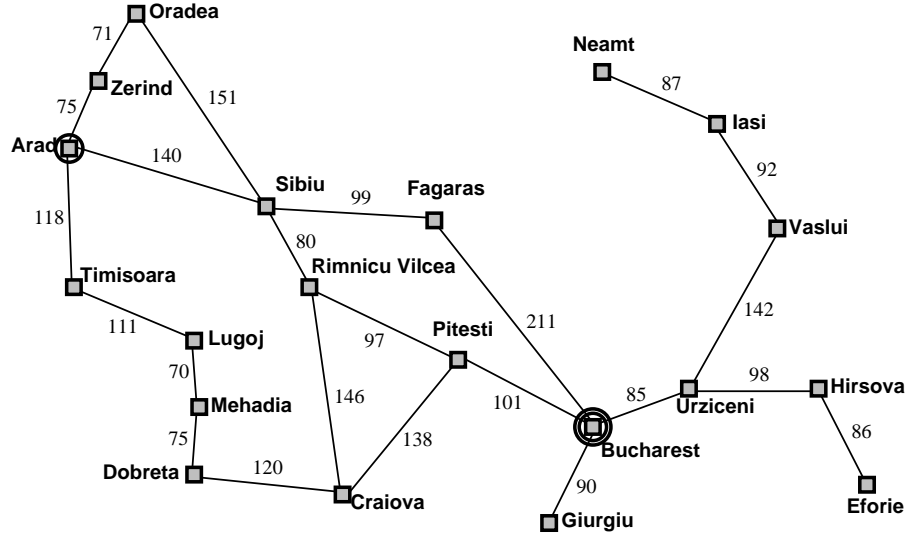 Oradea
71
Neamt
Zerind
87
75
151
Iasi
Arad
140
92
Sibiu
Fagaras
99
118
Vaslui
80
Timisoara
Rimnicu Vilcea
142
111
Pitesti
211
Lugoj
97
70
98
Hirsova
85
Mehadia
146
101
Urziceni
75
138
86
Bucharest
Dobreta
120
90
Craiova
Eforie
Giurgiu